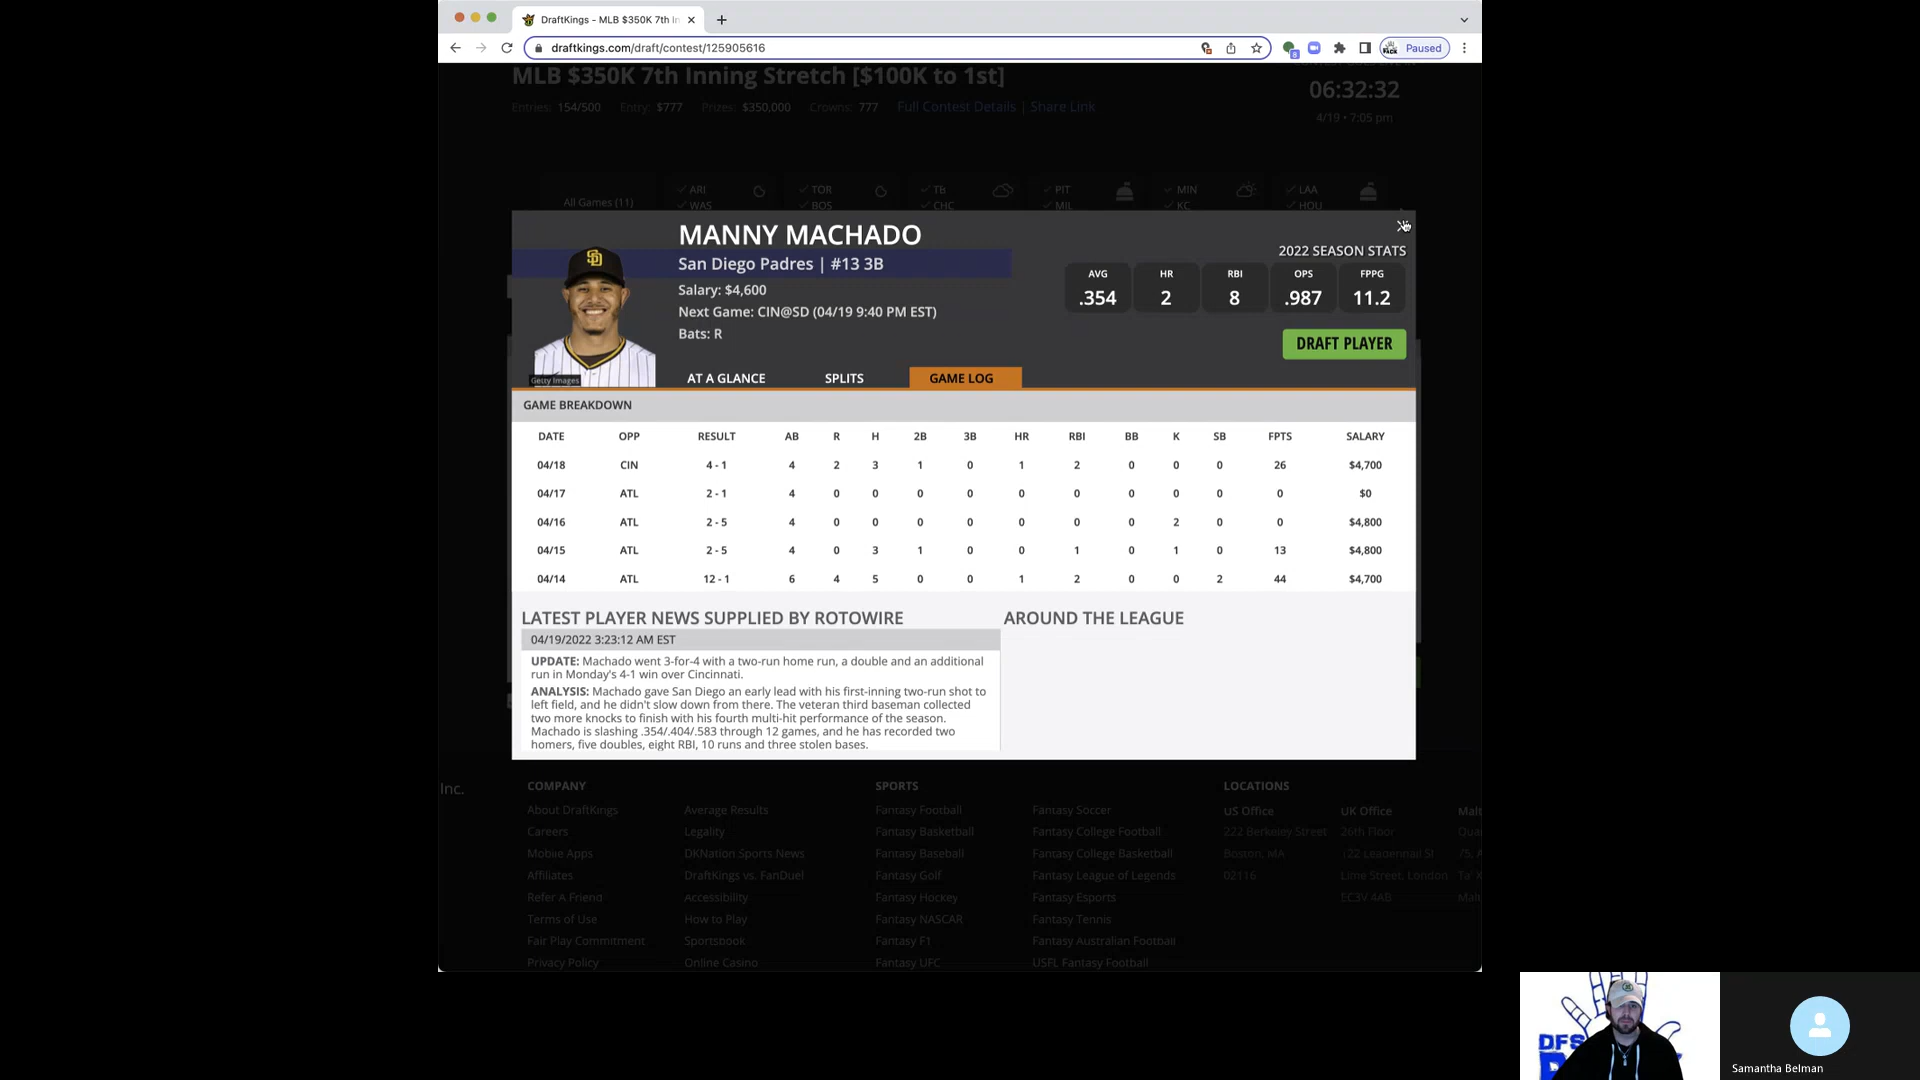 DraftKings - MLB $350K 7th In
draftkings.com/draft/contest/125905616
Paused
MLB $350K 7th Inning Stretch [$100K to 1st]
06:32:32
Entries: 154/500 Entry: $777 Prizes: $350,000 Crowns: 777 Full Contest Details | Share Link
4/19 • 7:05 pm
All Games (11)
ARI TOR TB PIT MIN LAA
WAS BOS CHC MIL KC HOU
MANNY MACHADO
San Diego Padres | #13 3B
Salary: $4,600
Next Game: CIN@SD (04/19 9:40 PM EST)
Bats: R
2022 SEASON STATS
AVG HR RBI OPS FPPG
.354 2 8 .987 11.2
DRAFT PLAYER
Getty Images
AT A GLANCE SPLITS GAME LOG
GAME BREAKDOWN
DATE OPP RESULT AB R H 2B 3B HR RBI BB K SB FPTS SALARY
04/18 CIN 4 - 1 4 2 3 1 0 1 2 0 0 0 26 $4,700
04/17 ATL 2 - 1 4 0 0 0 0 0 0 0 0 0 0 $0
04/16 ATL 2 - 5 4 0 0 0 0 0 0 0 2 0 0 $4,800
04/15 ATL 2 - 5 4 0 3 1 0 0 1 0 1 0 13 $4,800
04/14 ATL 12 - 1 6 4 5 0 0 1 2 0 0 2 44 $4,700
LATEST PLAYER NEWS SUPPLIED BY ROTOWIRE
AROUND THE LEAGUE
04/19/2022 3:23:12 AM EST
UPDATE: Machado went 3-for-4 with a two-run home run, a double and an additional
run in Monday's 4-1 win over Cincinnati.
ANALYSIS: Machado gave San Diego an early lead with his first-inning two-run shot to
left field, and he didn't slow down from there. The veteran third baseman collected
two more knocks to finish with his fourth multi-hit performance of the season.
Machado is slashing .354/.404/.583 through 12 games, and he has recorded two
homers, five doubles, eight RBI, 10 runs and three stolen bases.
Inc.
COMPANY
About DraftKings
Careers
Mobile Apps
Affiliates
Refer A Friend
Terms of Use
Fair Play Commitment
Privacy Policy
Average Results
Legality
DKNation Sports News
DraftKings vs. FanDuel
Accessibility
How to Play
Sportsbook
Online Casino
SPORTS
Fantasy Football
Fantasy Basketball
Fantasy Baseball
Fantasy Golf
Fantasy Hockey
Fantasy NASCAR
Fantasy F1
Fantasy UFC
Fantasy Soccer
Fantasy College Football
Fantasy College Basketball
Fantasy League of Legends
Fantasy Esports
Fantasy Tennis
Fantasy Australian Football
USFL Fantasy Football
LOCATIONS
US Office
222 Berkeley Street
Boston, MA
02116
UK Office
26th Floor
122 Leadenhall St
Lime Street, London
EC3V 4AB
DFS
Samantha Belman